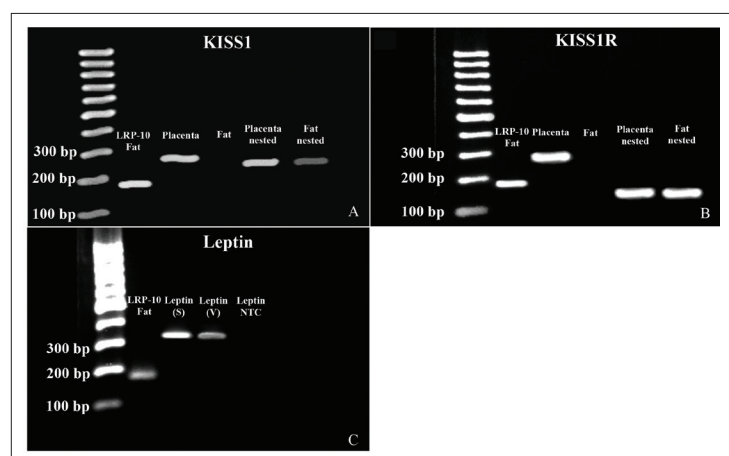 KISS1
LRP-10
Fat
Placenta
Fat
Placenta
nested
Fat
nested
300 bp
200 bp
100 bp
A
KISS1R
LRP-10
Fat
Placenta
Fat
Placenta
nested
Fat
nested
300 bp
200 bp
100 bp
B
Leptin
LRP-10
Fat
Leptin
(S)
Leptin
(V)
Leptin
NTC
300 bp
200 bp
100 bp
C